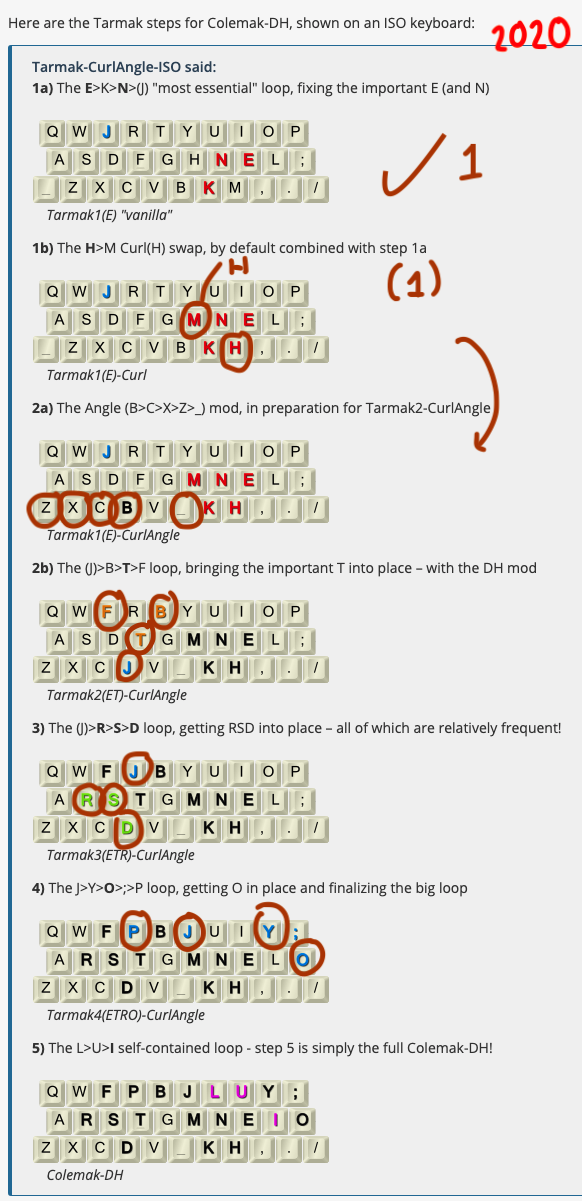 Here are the Tarmak steps for Colemak-DH, shown on an ISO keyboard:
2020
Tarmak-CurlAngle-ISO said:
1a) The E>K>N>(J) "most essential" loop, fixing the important E (and N)
Q W J R T Y U I O P
A S D F G H N E L ;
_ Z X C V B K M , . /
1
Tarmak1(E) "vanilla"
1b) The H>M Curl(H) swap, by default combined with step 1a
H
(1)
Q W J R T Y U I O P
A S D F G M N E L ;
_ Z X C V B K H , . /
Tarmak1(E)-Curl
2a) The Angle (B>C>X>Z>_) mod, in preparation for Tarmak2-CurlAngle
Q W J R T Y U I O P
A S D F G M N E L ;
Z X C B V _ K H , . /
Tarmak1(E)-CurlAngle
2b) The (J)>B>T>F loop, bringing the important T into place – with the DH mod
Q W F R B Y U I O P
A S D T G M N E L ;
Z X C J V _ K H , . /
Tarmak2(ET)-CurlAngle
3) The (J)>R>S>D loop, getting RSD into place – all of which are relatively frequent!
Q W F J B Y U I O P
A R S T G M N E L ;
Z X C D V _ K H , . /
Tarmak3(ETR)-CurlAngle
4) The J>Y>O>;>P loop, getting O in place and finalizing the big loop
Q W F P B J U I Y ;
A R S T G M N E L O
Z X C D V _ K H , . /
Tarmak4(ETRO)-CurlAngle
5) The L>U>I self-contained loop - step 5 is simply the full Colemak-DH!
Q W F P B J L U Y ;
A R S T G M N E I O
Z X C D V _ K H , . /
Colemak-DH